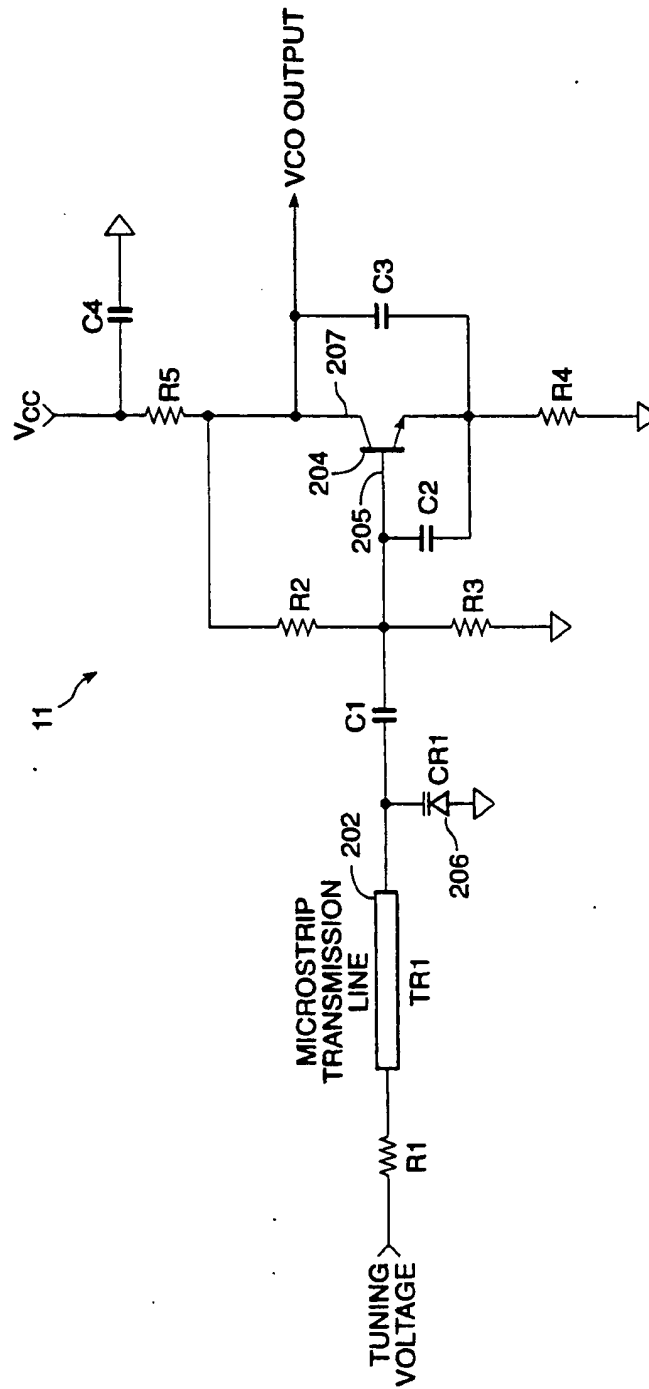 11
VCC
C4
R5
VCO OUTPUT
207
C3
204
205
C2
R2
R3
R4
C1
MICROSTRIP
TRANSMISSION
LINE
202
TR1
CR1
206
R1
TUNING
VOLTAGE